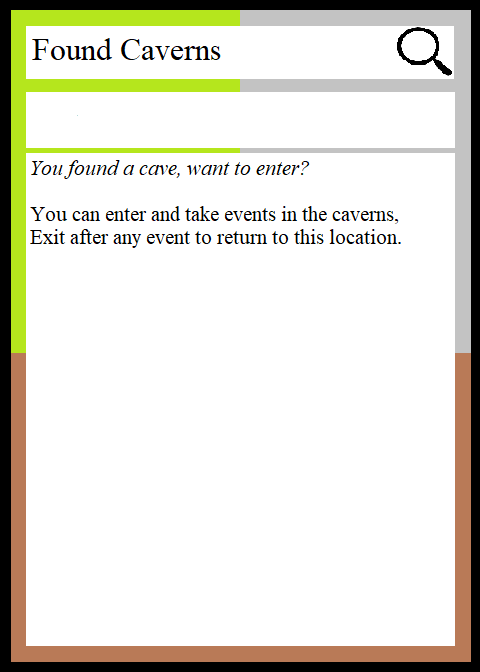 Found Caverns
You found a cave, want to enter?
You can enter and take events in the caverns,
Exit after any event to return to this location.